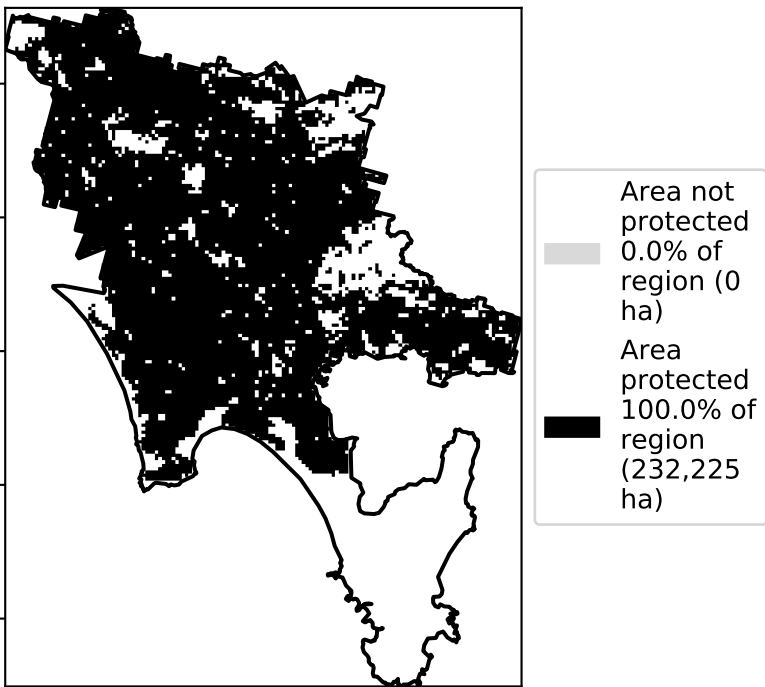 Area not
protected
0.0% of
region (0
ha)
Area
protected
100.0% of
region
(232,225
ha)